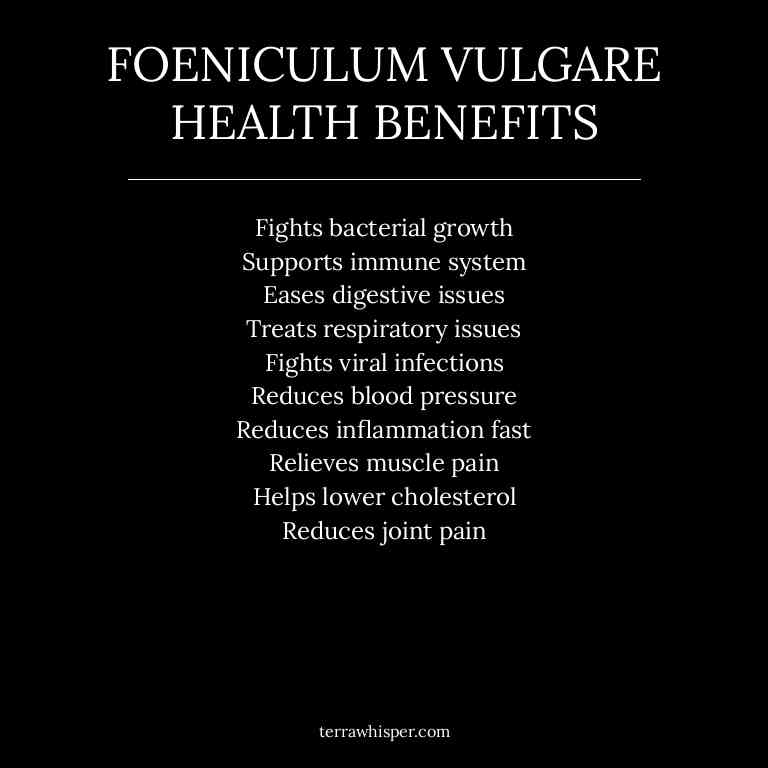 FOENICULUM VULGARE
HEALTH BENEFITS
Fights bacterial growth
Supports immune system
Eases digestive issues
Treats respiratory issues
Fights viral infections
Reduces blood pressure
Reduces inflammation fast
Relieves muscle pain
Helps lower cholesterol
Reduces joint pain
terrawhisper.com